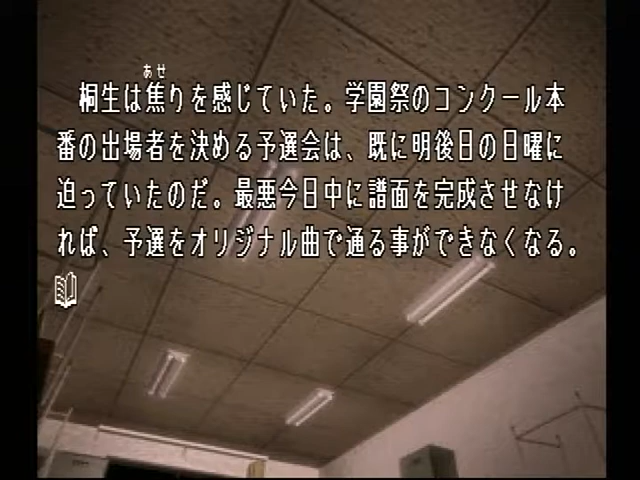 あせ
桐生は焦りを感じていた。学園祭のコンクール本
番の出場者を決める予選会は、既に明後日の日曜に
迫っていたのだ。最悪今日中に譜面を完成させなけ
れば、予選をオリジナル曲で通る事ができなくなる。